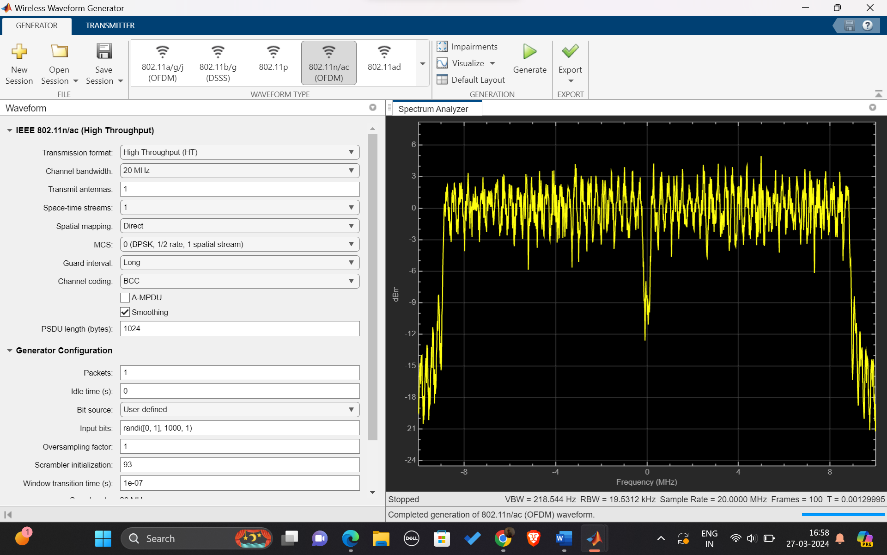 Wireless Waveform Generator
GENERATOR TRANSMITTER
New Session
Open Session
Save Session
FILE
802.11a/g/j (OFDM)
802.11b/g (DSSS)
802.11p
802.11n/ac (OFDM)
802.11ad
WAVEFORM TYPE
Impairments
Visualize
Default Layout
Generate
GENERATION
Export
EXPORT
Waveform
IEEE 802.11n/ac (High Throughput)
Transmission format: High Throughput (HT)
Channel bandwidth: 20 MHz
Transmit antennas: 1
Space-time streams: 1
Spatial mapping: Direct
MCS: 0 (DPSK, 1/2 rate, 1 spatial stream)
Guard interval: Long
Channel coding: BCC
A-MPDU
Smoothing
PSDU length (bytes): 1024
Generator Configuration
Packets: 1
Idle time (s): 0
Bit source: User defined
Input bits: randi([0, 1], 1000, 1)
Oversampling factor: 1
Scrambler initialization: 93
Window transition time (s): 1e-07
Spectrum Analyzer
6
3
0
-3
-6
-9
-12
15
-18
21
-24
dBm
-8 -4 0 4 8
Frequency (MHz)
Stopped VBW = 218.544 Hz RBW = 19.5312 kHz Sample Rate = 20.0000 MHz Frames = 100 T = 0.00129995
Completed generation of 802.11n/ac (OFDM) waveform.
1
Search
DELL
ENG
IN
16:58
27-03-2024
PRE